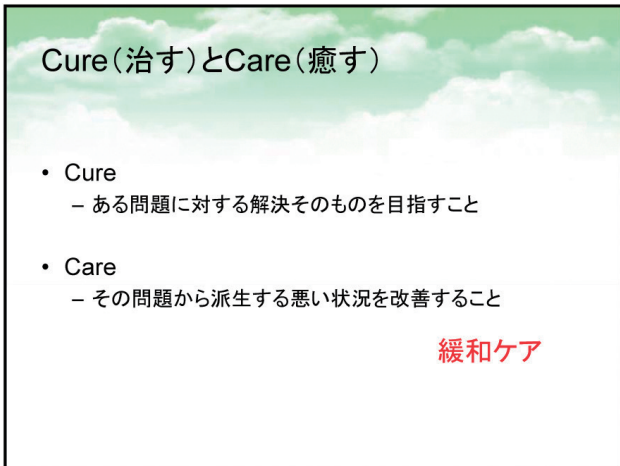 Cure（治す）とCare（癒す）
• Cure
– ある問題に対する解決そのものを目指すこと
• Care
– その問題から派生する悪い状況を改善すること
緩和ケア